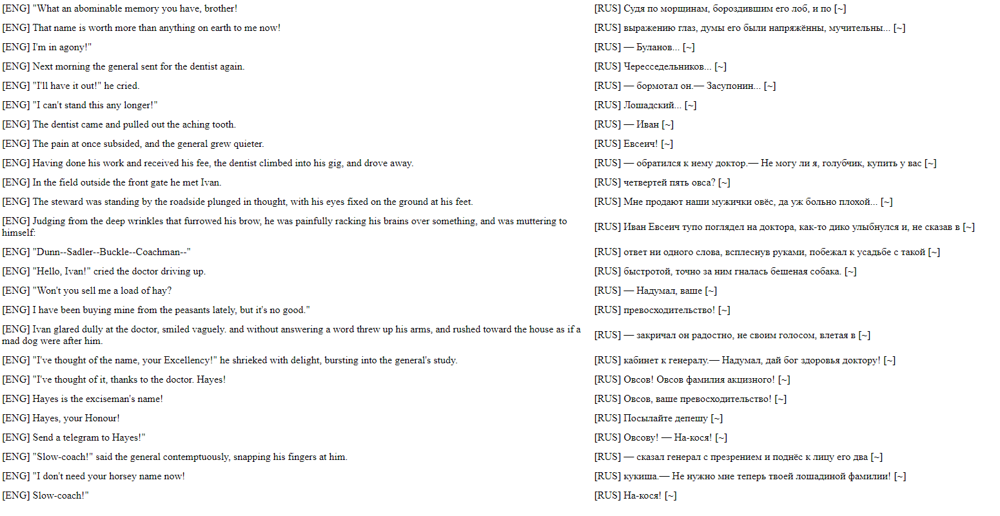 [ENG] "What an abominable memory you have, brother! [RUS] Судя по морщинам, бороздившим его лоб, и по [~]
[ENG] That name is worth more than anything on earth to me now! [RUS] выражению глаз, думы его были напряжённы, мучительны... [~]
[ENG] I'm in agony!" [RUS] — Буланов... [~]
[ENG] Next morning the general sent for the dentist again. [RUS] Чересседельников... [~]
[ENG] "I'll have it out!" he cried. [RUS] — бормотал он.— Засупонин... [~]
[ENG] "I can't stand this any longer!" [RUS] Лошадский... [~]
[ENG] The dentist came and pulled out the aching tooth. [RUS] — Иван [~]
[ENG] The pain at once subsided, and the general grew quieter. [RUS] Евсеич! [~]
[ENG] Having done his work and received his fee, the dentist climbed into his gig, and drove away. [RUS] — обратился к нему доктор.— Не могу ли я, голубчик, купить у вас [~]
[ENG] In the field outside the front gate he met Ivan. [RUS] четвертей пять овса? [~]
[ENG] The steward was standing by the roadside plunged in thought, with his eyes fixed on the ground at his feet. [RUS] Мне продают наши мужички овёс, да уж больно плохой... [~]
[ENG] Judging from the deep wrinkles that furrowed his brow, he was painfully racking his brains over something, and was muttering to
himself: [RUS] Иван Евсеич тупо поглядел на доктора, как-то дико улыбнулся и, не сказав в [~]
[ENG] "Dunn--Sadler--Buckle--Coachman--" [RUS] ответ ни одного слова, всплеснув руками, побежал к усадьбе с такой [~]
[ENG] "Hello, Ivan!" cried the doctor driving up. [RUS] быстротой, точно за ним гналась бешеная собака. [~]
[ENG] "Won't you sell me a load of hay? [RUS] — Надумал, ваше [~]
[ENG] I have been buying mine from the peasants lately, but it's no good." [RUS] превосходительство! [~]
[ENG] Ivan glared dully at the doctor, smiled vaguely. and without answering a word threw up his arms, and rushed toward the house as if a
mad dog were after him. [RUS] — закричал он радостно, не своим голосом, влетая в [~]
[ENG] "I've thought of the name, your Excellency!" he shrieked with delight, bursting into the general's study. [RUS] кабинет к генералу.— Надумал, дай бог здоровья доктору! [~]
[ENG] "I've thought of it, thanks to the doctor. Hayes! [RUS] Овсов! Овсов фамилия акцизного! [~]
[ENG] Hayes is the exciseman's name! [RUS] Овсов, ваше превосходительство! [~]
[ENG] Hayes, your Honour! [RUS] Посылайте депешу [~]
[ENG] Send a telegram to Hayes!" [RUS] Овсову! — На-кося! [~]
[ENG] "Slow-coach!" said the general contemptuously, snapping his fingers at him. [RUS] — сказал генерал с презрением и поднёс к лицу его два [~]
[ENG] "I don't need your horsey name now! [RUS] кукиша.— Не нужно мне теперь твоей лошадиной фамилии! [~]
[ENG] Slow-coach!" [RUS] На-кося! [~]